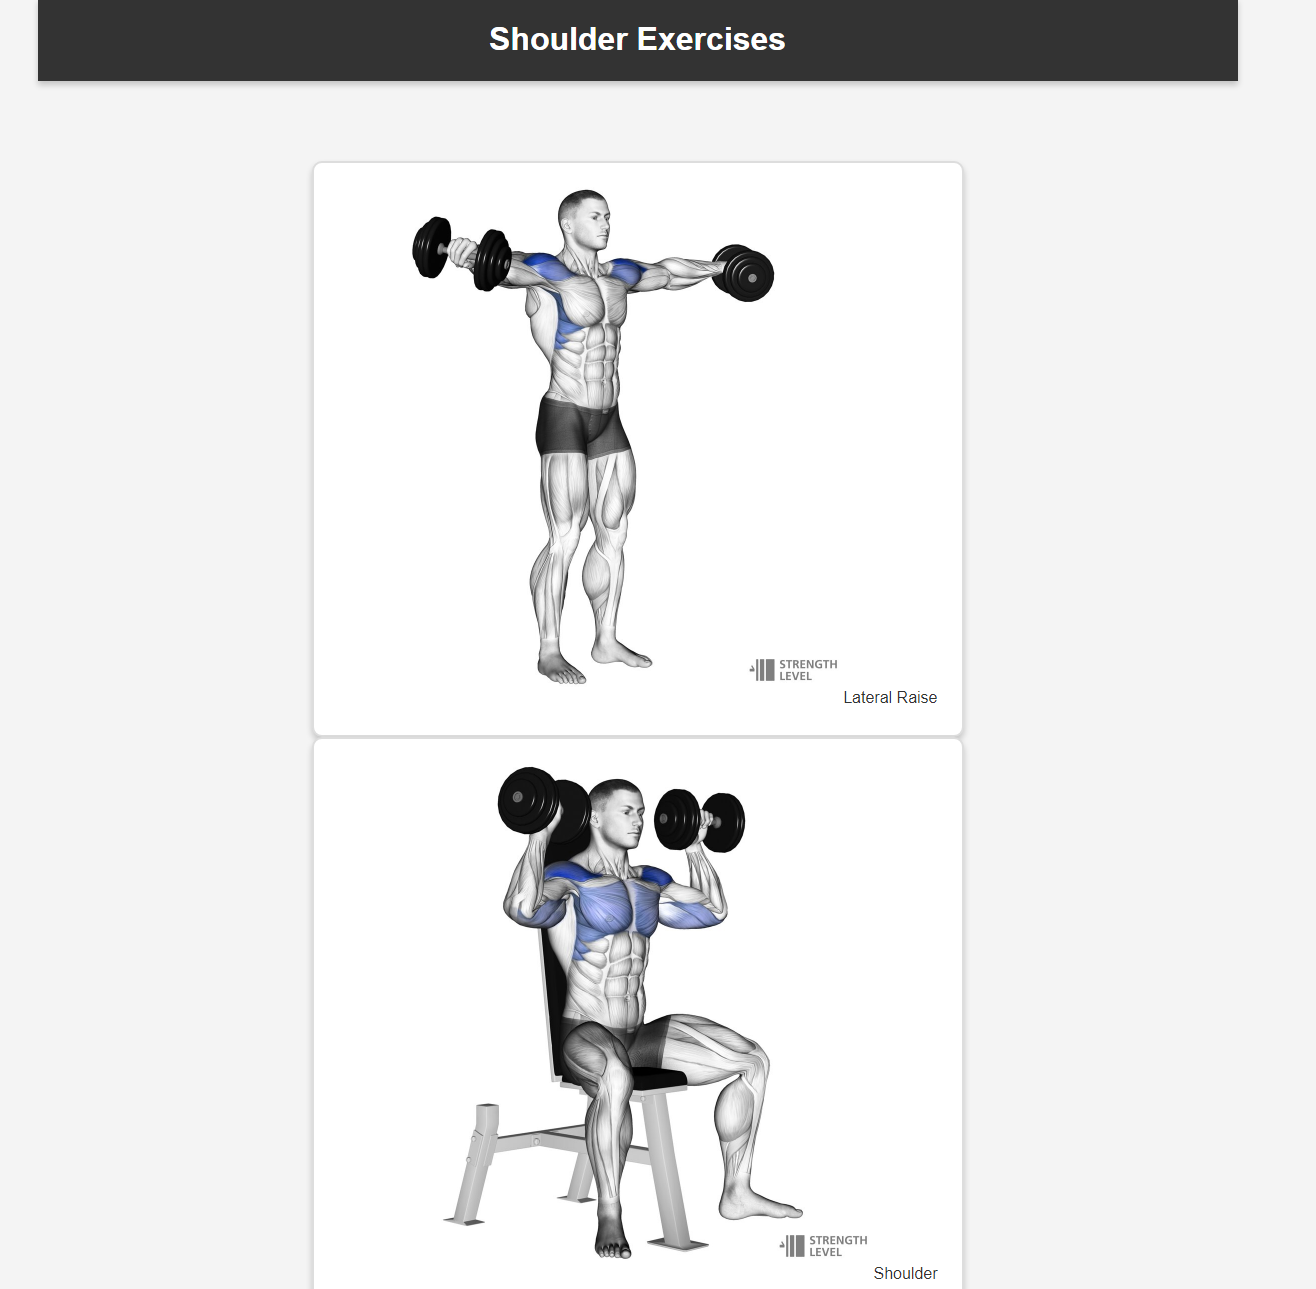 Shoulder Exercises
STRENGTH
LEVEL
Lateral Raise
STRENGTH
LEVEL
Shoulder